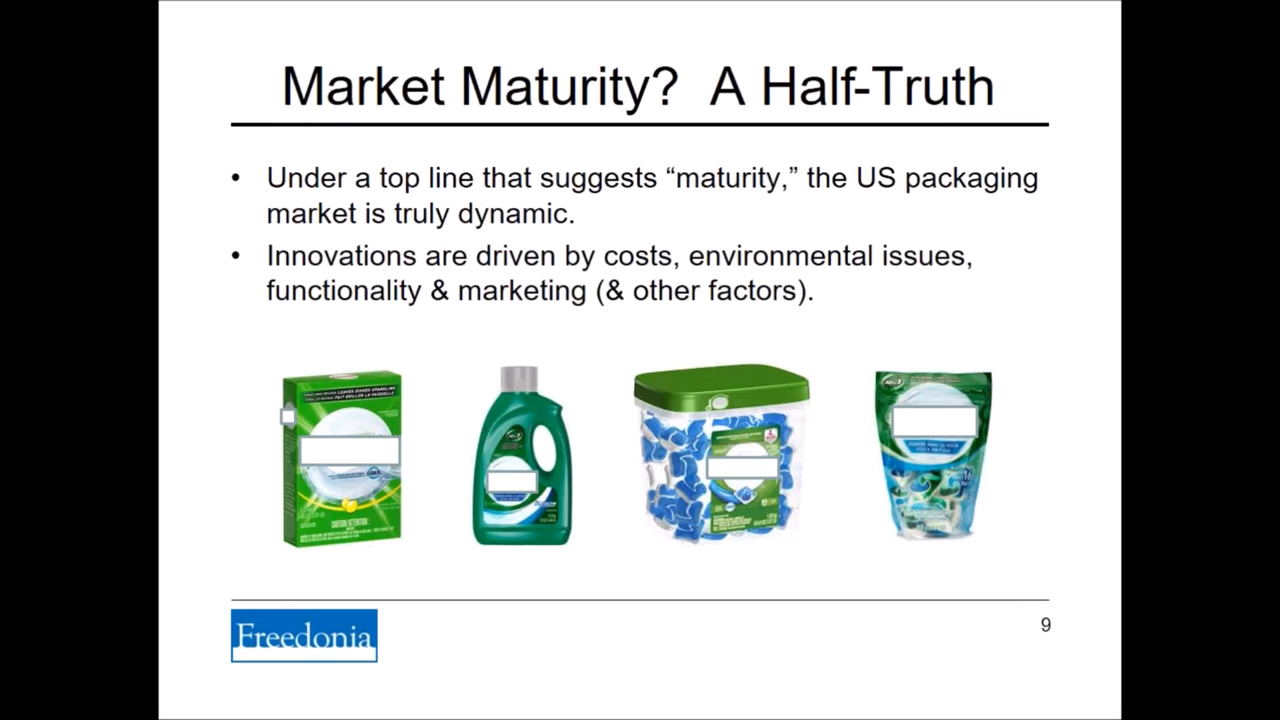 Market Maturity? A Half-Truth
• Under a top line that suggests “maturity,” the US packaging
market is truly dynamic.
• Innovations are driven by costs, environmental issues,
functionality & marketing (& other factors).
Freedonia
9